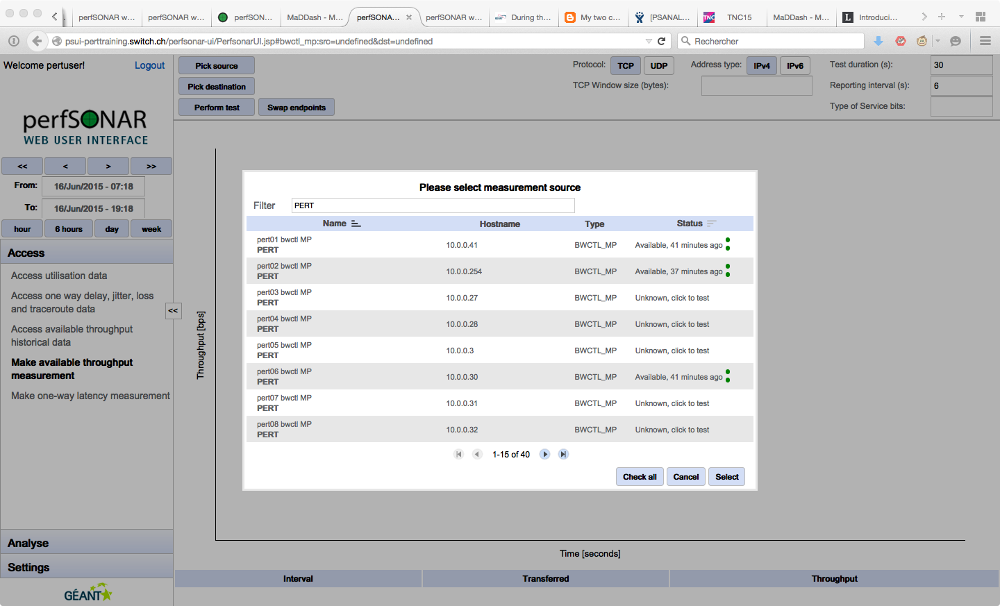 perfSONAR w...
perfSONAR w...
perfSON...
MaDDash - M...
perfSONA...
perfSONAR w...
During th...
My two c...
[PSANAL...
TNC15
MaDDash - M...
Introduci...
psui-perttraining.switch.ch/perfsonar-ui/PerfsonarUI.jsp#bwctl_mp:src=undefined&dst=undefined
Rechercher
Welcome pertuser!
Logout
Pick source
Pick destination
Perform test
Swap endpoints
Protocol:
TCP
UDP
Address type:
IPv4
IPv6
Test duration (s):
30
TCP Window size (bytes):
Reporting interval (s):
6
Type of Service bits:
perfSONAR
WEB USER INTERFACE
<<
<
>
>>
From:
16/Jun/2015 - 07:18
To:
16/Jun/2015 - 19:18
hour
6 hours
day
week
Access
Access utilisation data
Access one way delay, jitter, loss
and traceroute data
Access available throughput
historical data
Make available throughput
measurement
Make one-way latency measurement
<<
Analyse
Settings
GÉANT
Throughput [bps]
Please select measurement source
Filter
PERT
Name
Hostname
Type
Status
pert01 bwctl MP
PERT
10.0.0.41
BWCTL_MP
Available, 41 minutes ago
pert02 bwctl MP
PERT
10.0.0.254
BWCTL_MP
Available, 37 minutes ago
pert03 bwctl MP
PERT
10.0.0.27
BWCTL_MP
Unknown, click to test
pert04 bwctl MP
PERT
10.0.0.28
BWCTL_MP
Unknown, click to test
pert05 bwctl MP
PERT
10.0.0.3
BWCTL_MP
Unknown, click to test
pert06 bwctl MP
PERT
10.0.0.30
BWCTL_MP
Available, 41 minutes ago
pert07 bwctl MP
PERT
10.0.0.31
BWCTL_MP
Unknown, click to test
pert08 bwctl MP
PERT
10.0.0.32
BWCTL_MP
Unknown, click to test
1-15 of 40
Check all
Cancel
Select
Time [seconds]
Interval
Transferred
Throughput